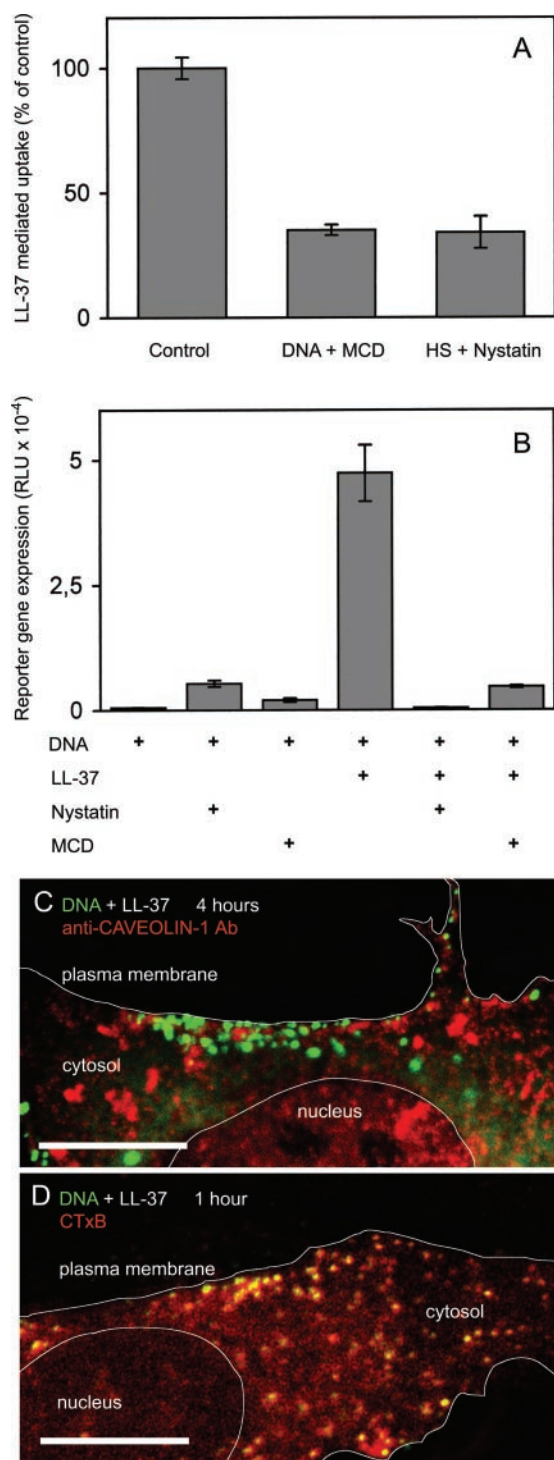 A
LL-37 mediated uptake (% of control)
100
50
0
Control DNA + MCD HS + Nystatin
B
Reporter gene expression (RLU x 10-4)
5
2,5
0
DNA + + + + + +
LL-37 + + +
Nystatin + +
MCD + +
C DNA + LL-37 4 hours
anti-CAVEOLIN-1 Ab
plasma membrane
cytosol
nucleus
D DNA + LL-37 1 hour
CTxB
plasma membrane
cytosol
nucleus